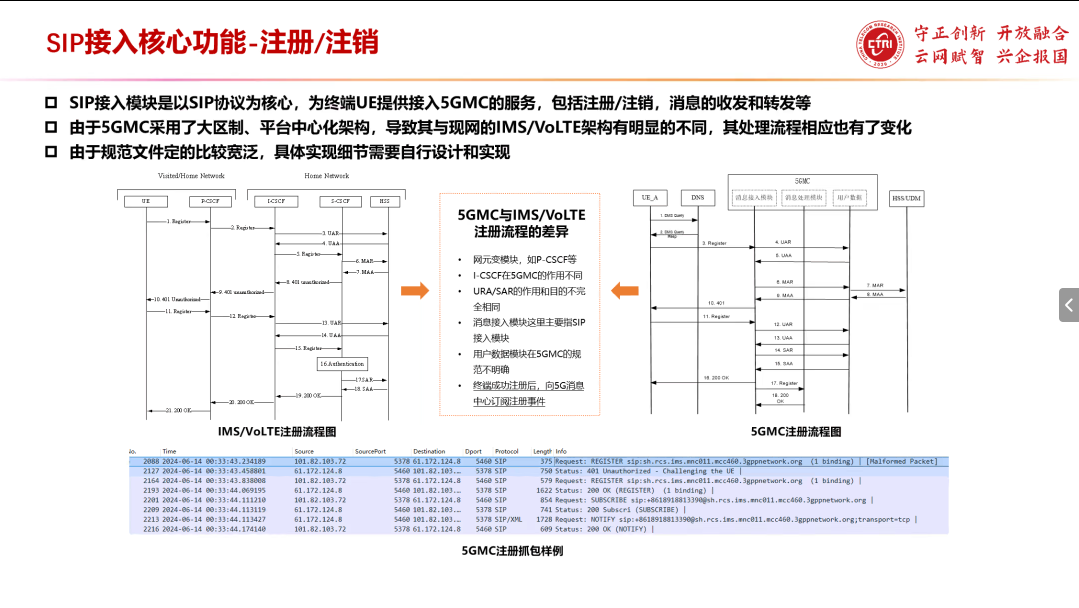 SIP接入核心功能-注册/注销
守正创新 开放融合
云网赋智 兴企报国
SIP接入模块是以SIP协议为核心，为终端UE提供接入5GMC的服务，包括注册/注销，消息的收发和转发等
由于5GMC采用了大区制、平台中心化架构，导致其与现网的IMS/VoLTE架构有明显的不同，其处理流程相应也有了变化
由于规范文件定的比较宽泛，具体实现细节需要自行设计和实现
Visited/Home Network
Home Network
UE
P-CSCF
I-CSCF
S-CSCF
HSS
1. Register
2. Register
3. UAR
4. UAA
5. Register
6. MAR
7. MAA
8. 401 unauthorized
9. 401 unauthorized
10. 401 Unauthorized
11. Register
12. Register
13. UAR
14. UAA
15. Register
16.Authentication
17.SAR
18. SAA
19. 200 OK
20. 200 OK
21. 200 OK
IMS/VoLTE注册流程图
5GMC与IMS/VoLTE
注册流程的差异
• 网元变模块，如P-CSCF等
• I-CSCF在5GMC的作用不同
• URA/SAR的作用和目的不完
全相同
• 消息接入模块这里主要指SIP
接入模块
• 用户数据模块在5GMC的规
范不明确
• 终端成功注册后，向5G消息
中心订阅注册事件
5GMC
UE_A
DNS
消息接入模块
消息处理模块
用户数据
HSS/UDM
1. DNS Query
2. DNS Query
Resp
3. Register
4. UAR
5. UAA
6. MAR
7. MAR
8. MAA
9. MAA
10. 401
11. Register
12. UAR
13. UAA
14. SAR
15. SAA
16. 200 OK
17. Register
18. 200
OK
5GMC注册流程图
No. Time Source SourcePort Destination Dport Protocol Length Info
2088 2024-06-14 00:33:43.234189 101.82.103.72 5378 61.172.124.8 5460 SIP 375 Request: REGISTER sip:sh.rcs.ims.mnc011.mcc460.3gppnetwork.org (1 binding) | [Malformed Packet]
2127 2024-06-14 00:33:43.458801 61.172.124.8 5460 101.82.103.… 5378 SIP 750 Status: 401 Unauthorized - Challenging the UE |
2164 2024-06-14 00:33:43.838008 101.82.103.72 5378 61.172.124.8 5460 SIP 579 Request: REGISTER sip:sh.rcs.ims.mnc011.mcc460.3gppnetwork.org (1 binding) |
2193 2024-06-14 00:33:44.069195 61.172.124.8 5460 101.82.103.… 5378 SIP 1622 Status: 200 OK (REGISTER) (1 binding) |
2201 2024-06-14 00:33:44.111210 101.82.103.72 5378 61.172.124.8 5460 SIP 854 Request: SUBSCRIBE sip:+8618918813390@sh.rcs.ims.mnc011.mcc460.3gppnetwork.org |
2209 2024-06-14 00:33:44.113119 61.172.124.8 5460 101.82.103.… 5378 SIP 741 Status: 200 Subscri (SUBSCRIBE) |
2213 2024-06-14 00:33:44.113427 61.172.124.8 5460 101.82.103.… 5378 SIP/XML 1728 Request: NOTIFY sip:+8618918813390@sh.rcs.ims.mnc011.mcc460.3gppnetwork.org;transport=tcp |
2216 2024-06-14 00:33:44.174140 101.82.103.72 5378 61.172.124.8 5460 SIP 609 Status: 200 OK (NOTIFY) |
5GMC注册抓包样例